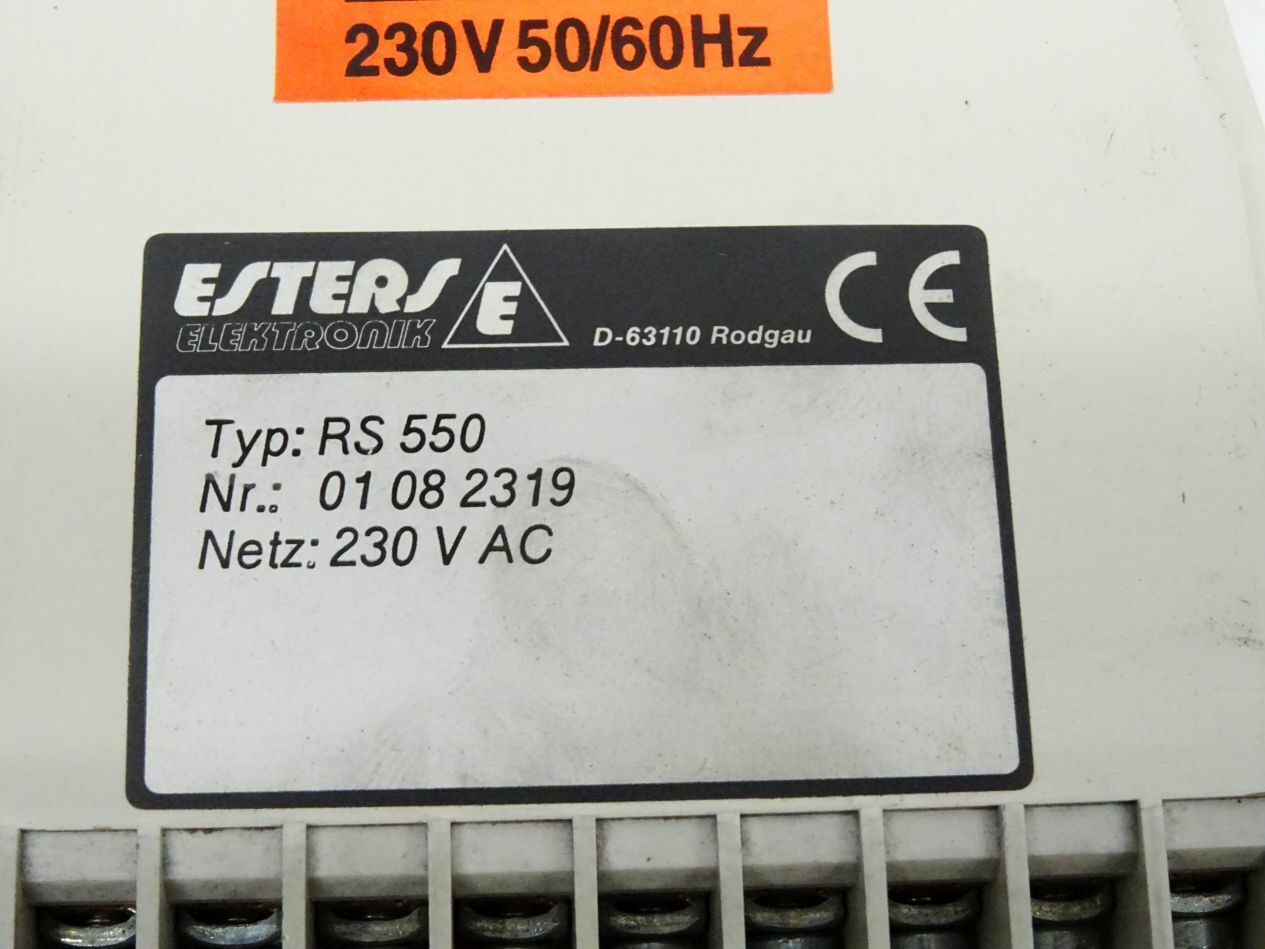 230V 50/60Hz
ESTERS
ELEKTRONIK
E
D-63110 Rodgau
CE
Typ: RS 550
Nr.: 01 08 2319
Netz: 230 V AC